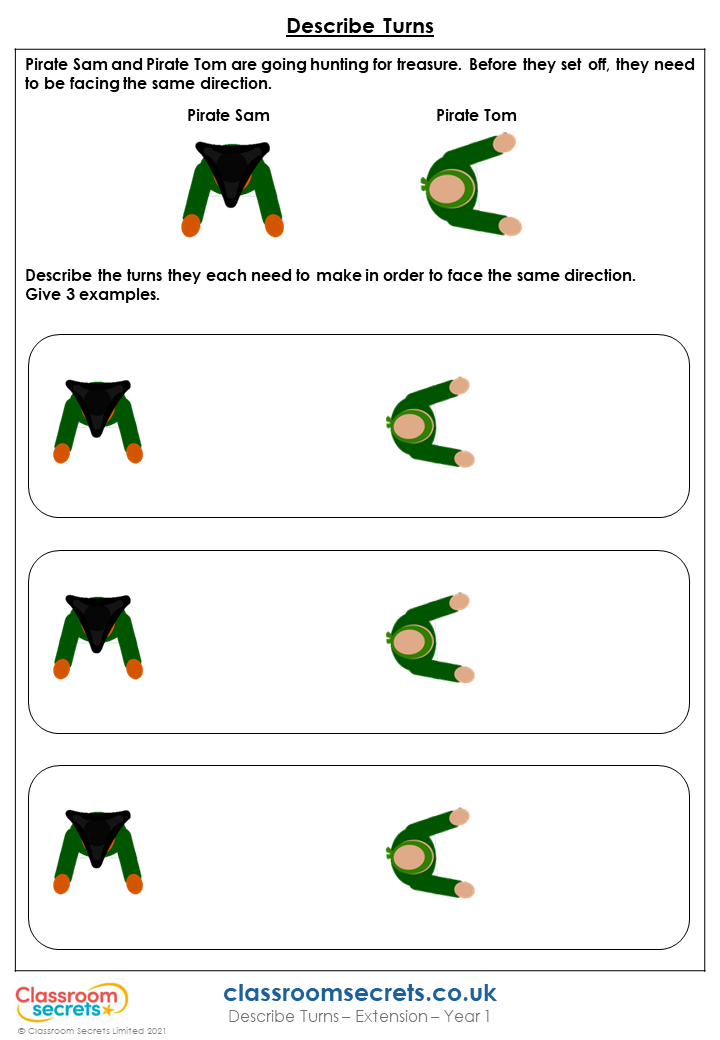 Describe Turns
Pirate Sam and Pirate Tom are going hunting for treasure. Before they set off, they need
to be facing the same direction.
Pirate Sam
Pirate Tom
Describe the turns they each need to make in order to face the same direction.
Give 3 examples.
Classroom
Secrets
© Classroom Secrets Limited 2021
classroomsecrets.co.uk
Describe Turns – Extension – Year 1